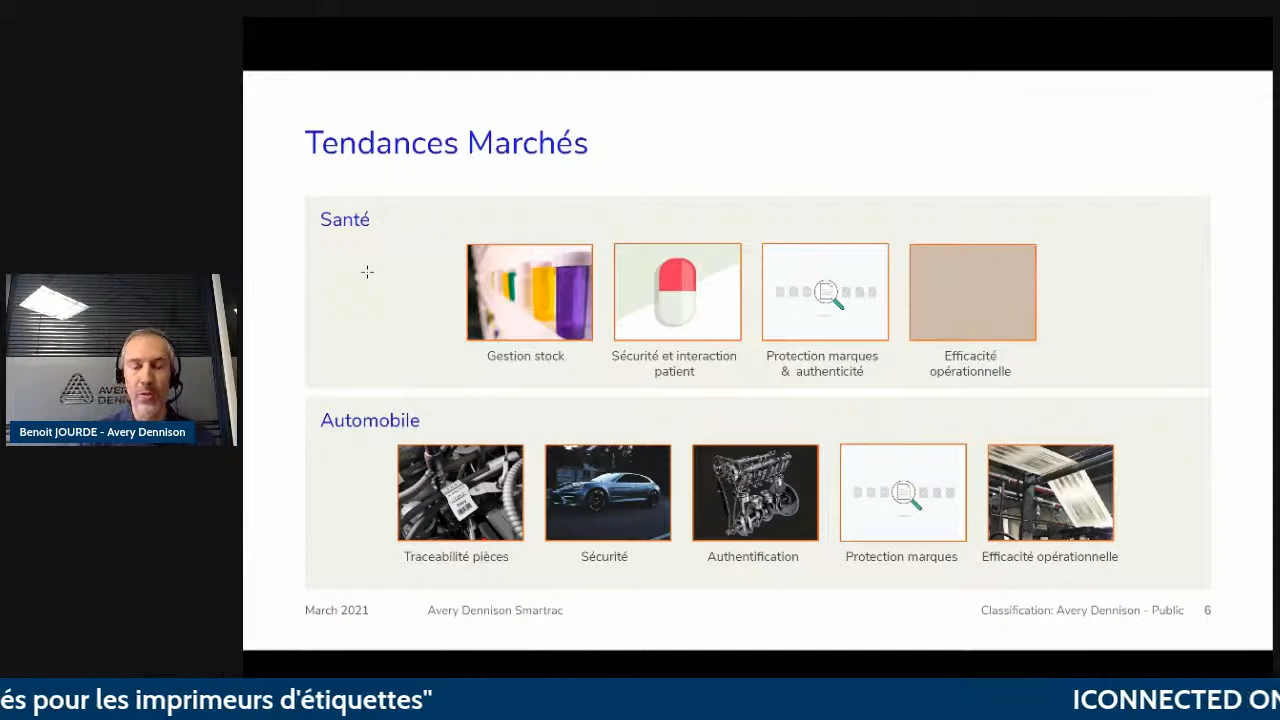 Tendances Marchés
Santé
Gestion stock
Sécurité et interaction
patient
Protection marques
& authenticité
Efficacité
opérationnelle
Automobile
Traceabilité pièces
Sécurité
Authentification
Protection marques
Efficacité opérationnelle
March 2021
Avery Dennison Smartrac
Classification: Avery Dennison - Public
6
AVER
DENN
Benoit JOURDE - Avery Dennison
és pour les imprimeurs d'étiquettes"
ICONNECTED ON